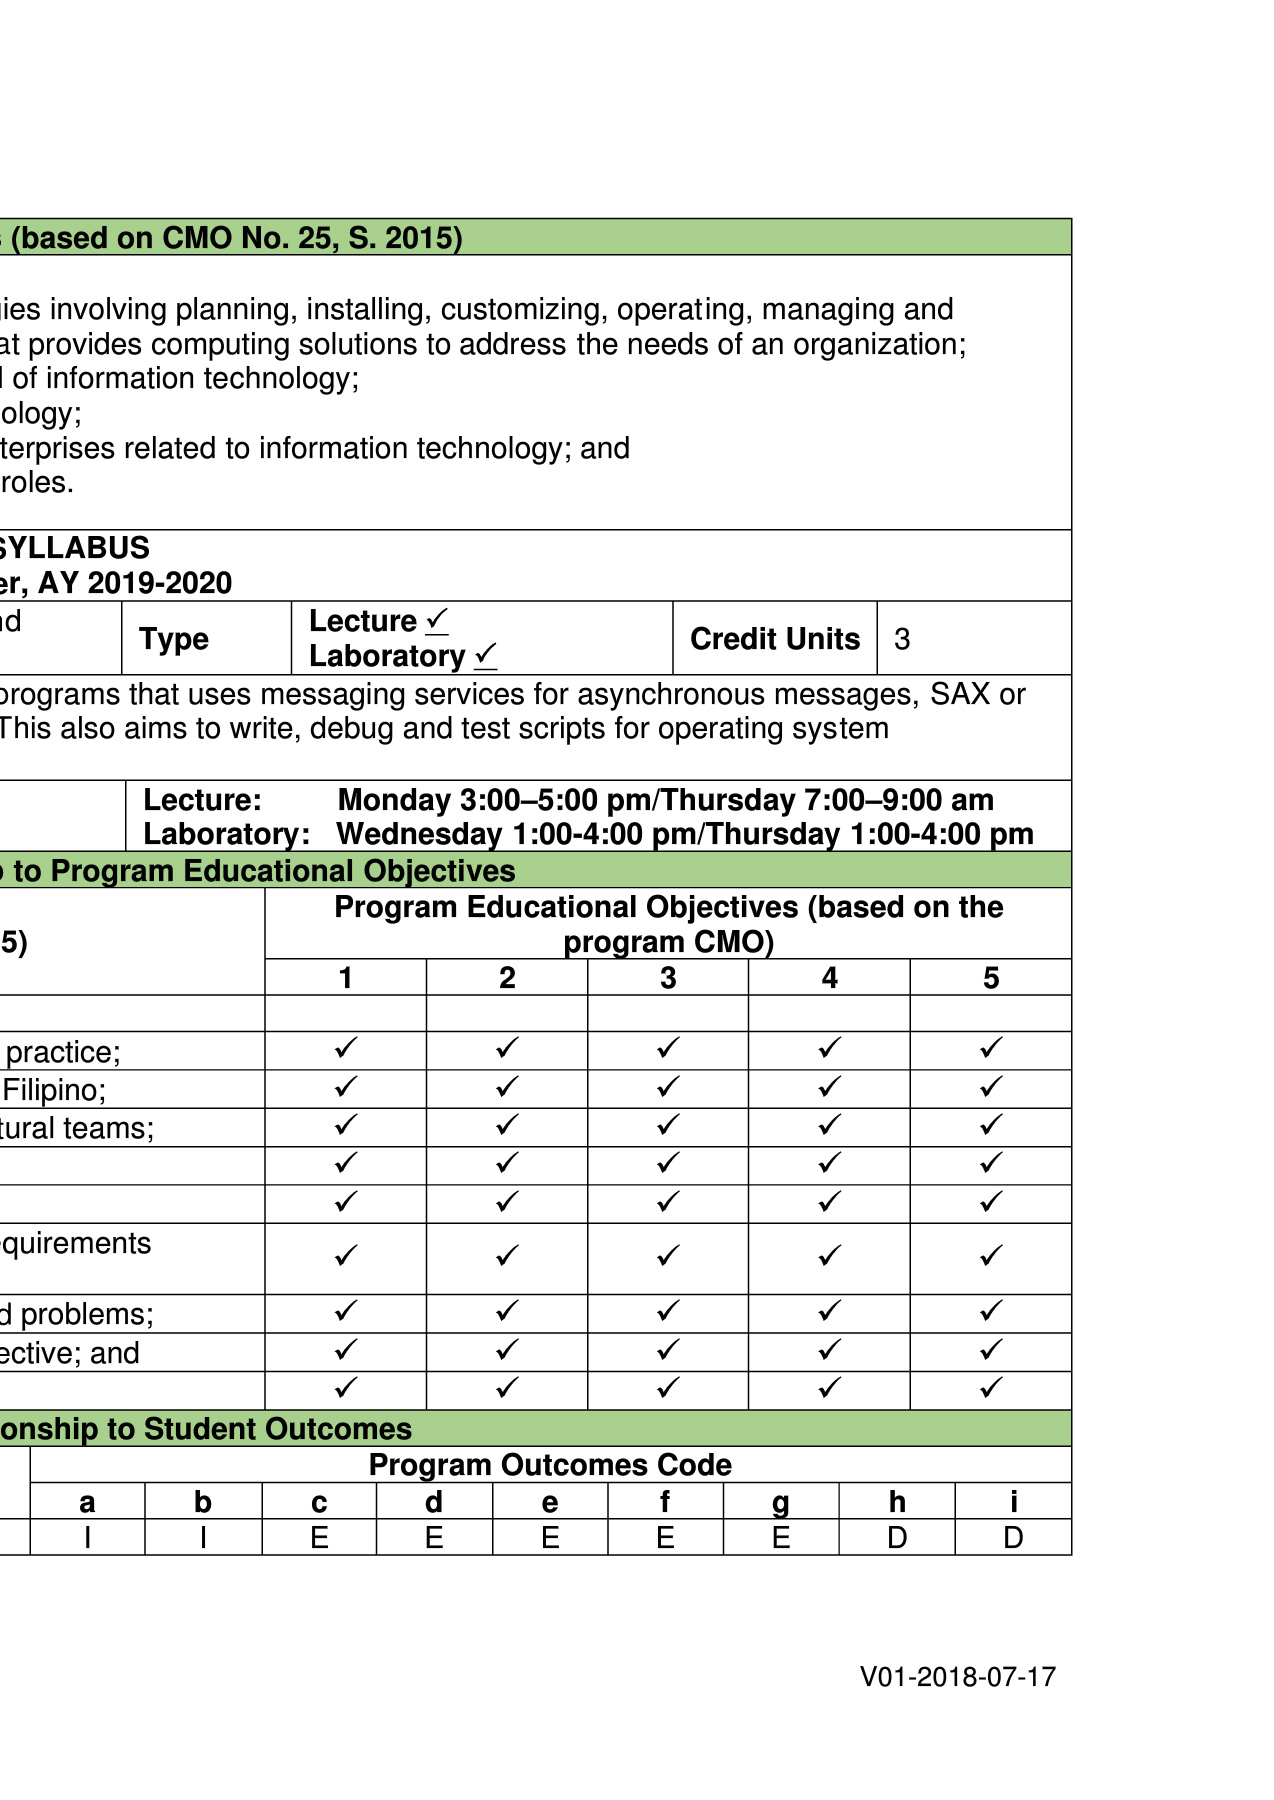 s (based on CMO No. 25, S. 2015)
gies involving planning, installing, customizing, operating, managing and
at provides computing solutions to address the needs of an organization;
d of information technology;
ology;
terprises related to information technology; and
roles.
SYLLABUS
er, AY 2019-2020
nd
Type
Lecture ✓
Laboratory ✓
Credit Units
3
programs that uses messaging services for asynchronous messages, SAX or
This also aims to write, debug and test scripts for operating system
Lecture: Monday 3:00–5:00 pm/Thursday 7:00–9:00 am
Laboratory: Wednesday 1:00-4:00 pm/Thursday 1:00-4:00 pm
p to Program Educational Objectives
5)
Program Educational Objectives (based on the
program CMO)
1 2 3 4 5
practice; ✓ ✓ ✓ ✓ ✓
Filipino; ✓ ✓ ✓ ✓ ✓
tural teams; ✓ ✓ ✓ ✓ ✓
✓ ✓ ✓ ✓ ✓
✓ ✓ ✓ ✓ ✓
equirements ✓ ✓ ✓ ✓ ✓
d problems; ✓ ✓ ✓ ✓ ✓
ective; and ✓ ✓ ✓ ✓ ✓
✓ ✓ ✓ ✓ ✓
onship to Student Outcomes
Program Outcomes Code
a b c d e f g h i
I I E E E E E D D
V01-2018-07-17